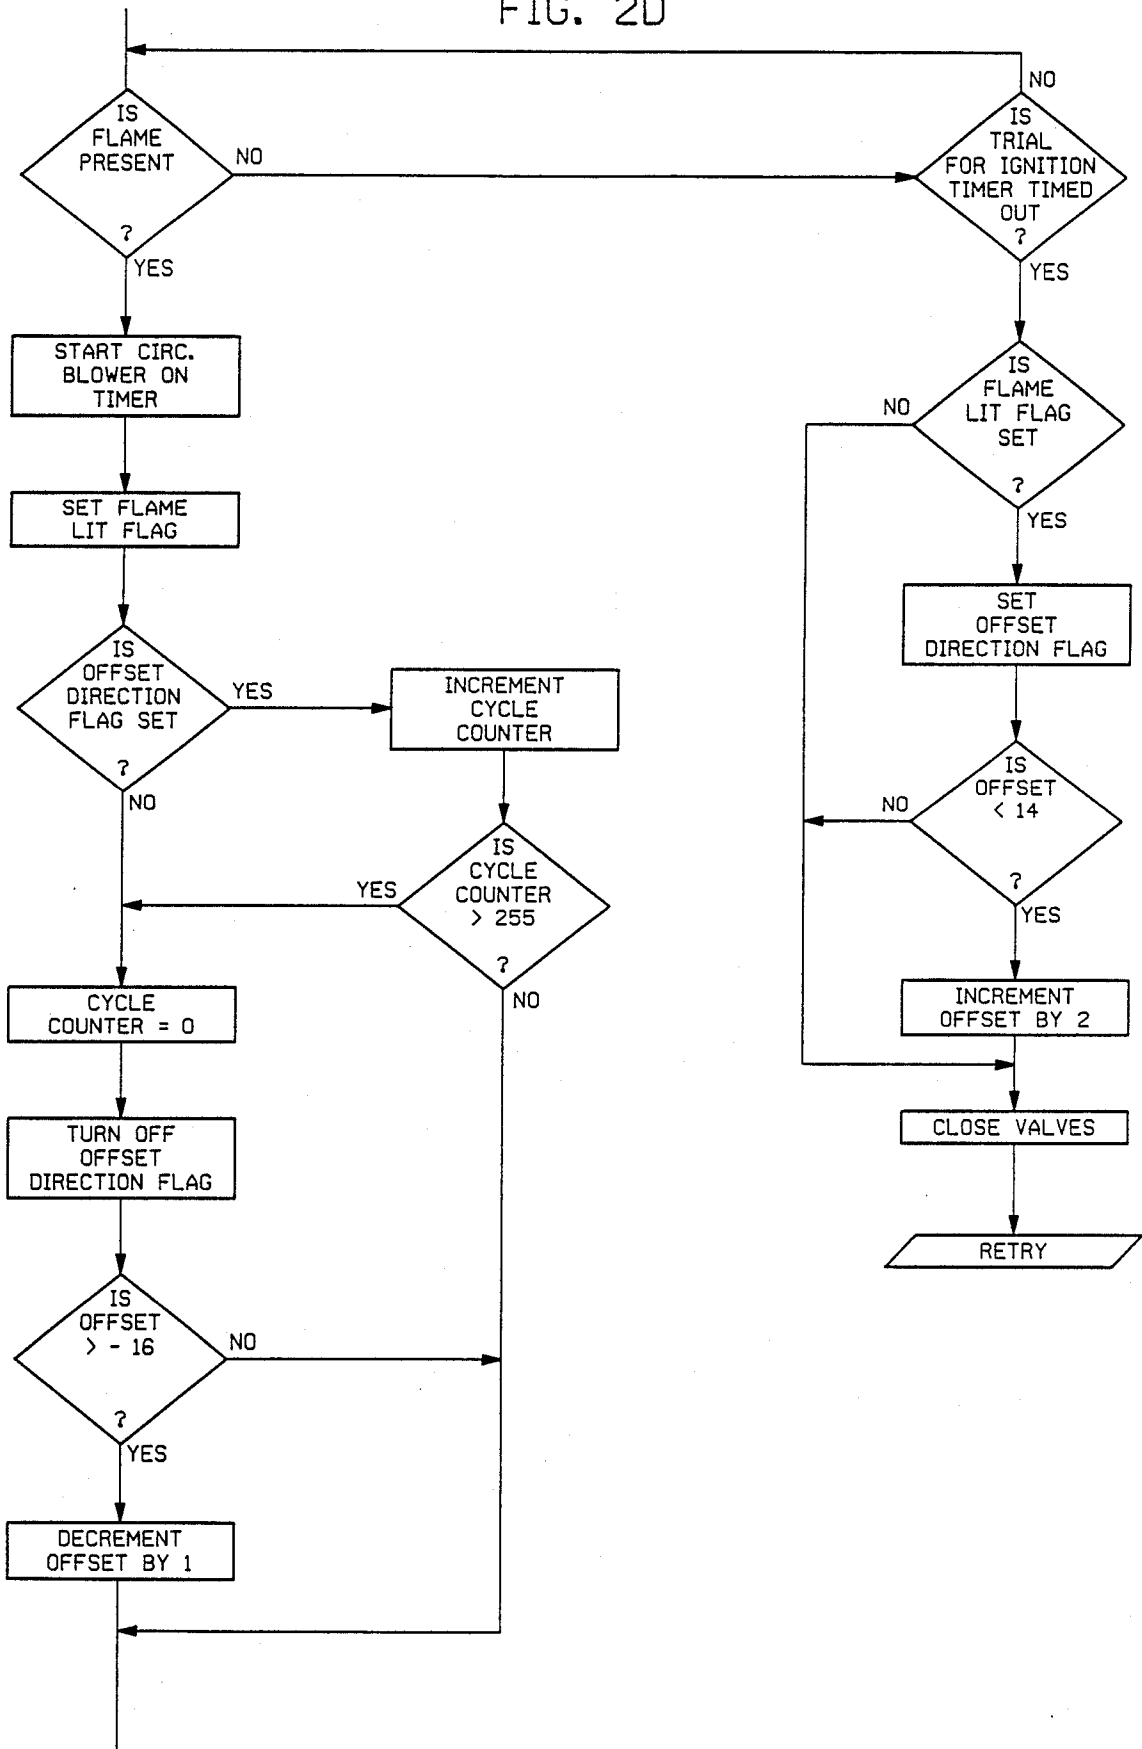 FIG. 2D
IS
FLAME
PRESENT
?
NO
YES
START CIRC.
BLOWER ON
TIMER
SET FLAME
LIT FLAG
IS
OFFSET
DIRECTION
FLAG SET
?
YES
NO
INCREMENT
CYCLE
COUNTER
IS
CYCLE
COUNTER
> 255
?
YES
NO
CYCLE
COUNTER = 0
TURN OFF
OFFSET
DIRECTION FLAG
IS
OFFSET
> - 16
?
NO
YES
DECREMENT
OFFSET BY 1
NO
IS
TRIAL
FOR IGNITION
TIMER TIMED
OUT
?
YES
IS
FLAME
LIT FLAG
SET
?
NO
YES
SET
OFFSET
DIRECTION FLAG
IS
OFFSET
< 14
?
NO
YES
INCREMENT
OFFSET BY 2
CLOSE VALVES
RETRY